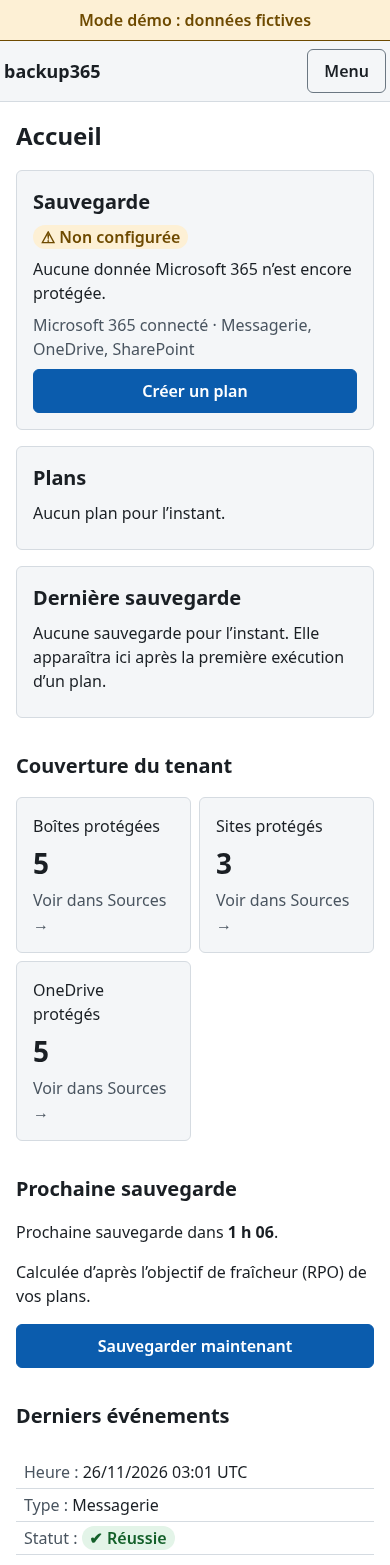 Mode démo : données fictives
backup365
Menu
Accueil
Sauvegarde
⚠ Non configurée
Aucune donnée Microsoft 365 n’est encore
protégée.
Microsoft 365 connecté · Messagerie,
OneDrive, SharePoint
Créer un plan
Plans
Aucun plan pour l’instant.
Dernière sauvegarde
Aucune sauvegarde pour l’instant. Elle
apparaîtra ici après la première exécution
d’un plan.
Couverture du tenant
Boîtes protégées
5
Voir dans Sources
→
Sites protégés
3
Voir dans Sources
→
OneDrive
protégés
5
Voir dans Sources
→
Prochaine sauvegarde
Prochaine sauvegarde dans 1 h 06.
Calculée d’après l’objectif de fraîcheur (RPO) de
vos plans.
Sauvegarder maintenant
Derniers événements
Heure : 26/11/2026 03:01 UTC
Type : Messagerie
Statut : ✔ Réussie